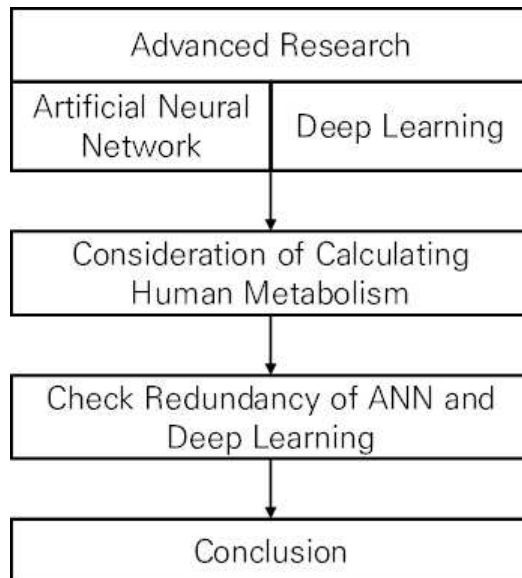 Advanced Research
Artificial Neural
Network
Deep Learning
Consideration of Calculating
Human Metabolism
Check Redundancy of ANN and
Deep Learning
Conclusion